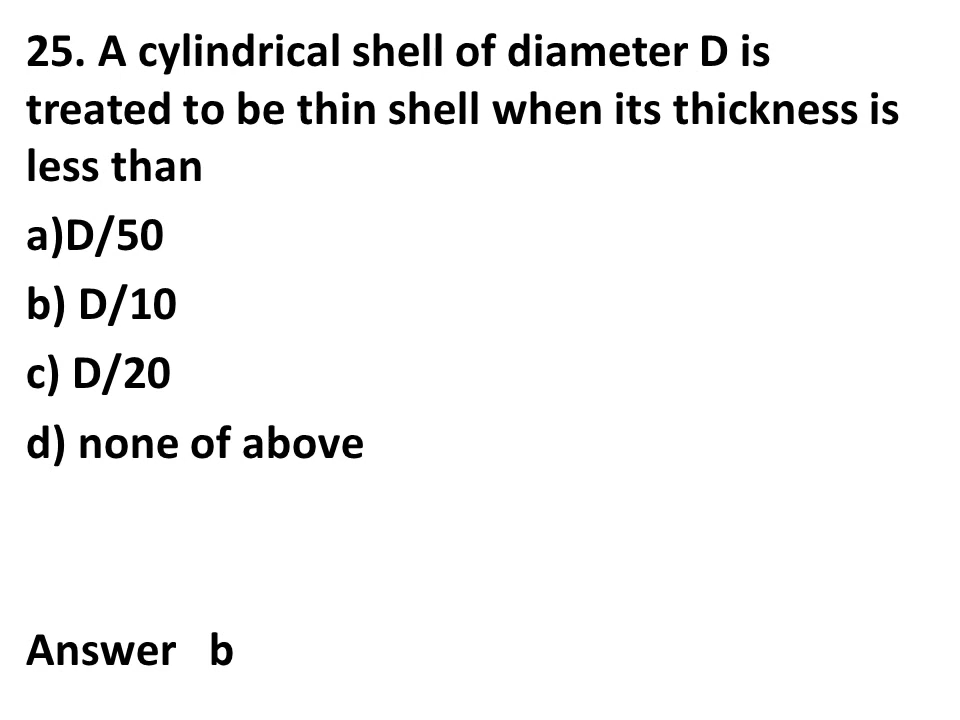 25. A cylindrical shell of diameter D is
treated to be thin shell when its thickness is
less than
a)D/50
b) D/10
c) D/20
d) none of above
Answer b